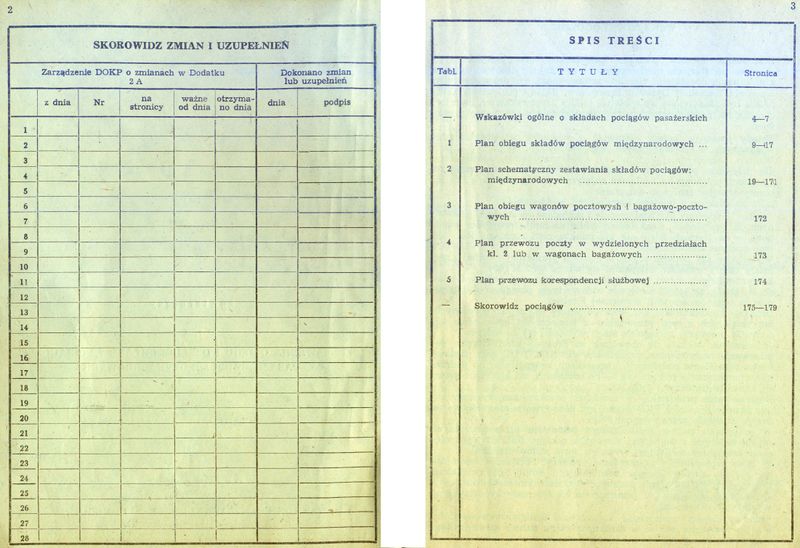 2
SKOROWIDZ ZMIAN I UZUPEŁNIEŃ
Zarządzenie DOKP o zmianach w Dodatku
2 A
Dokonano zmian
lub uzupełnień
z dnia
Nr
na
stronicy
ważne
od dnia
otrzyma-
no dnia
dnia
podpis
1
2
3
4
5
6
7
8
9
10
11
12
13
14
15
16
17
18
19
20
21
22
23
24
25
26
27
28
3
SPIS TREŚCI
Tabl. TYTUŁY Stronica
— Wskazówki ogólne o składach pociągów pasażerskich 4—7
1 Plan obiegu składów pociągów międzynarodowych ... 9—17
2 Plan schematyczny zestawiania składów pociągów:
międzynarodowych .................... 19—171
3 Plan obiegu wagonów pocztowysh i bagażowo-poczto-
wych .................... 172
4 Plan przewozu poczty w wydzielonych przedziałach
kl. 2 lub w wagonach bagażowych .................... 173
5 Plan przewozu korespondencji służbowej .................... 174
— Skorowidz pociągów .................... 175—179